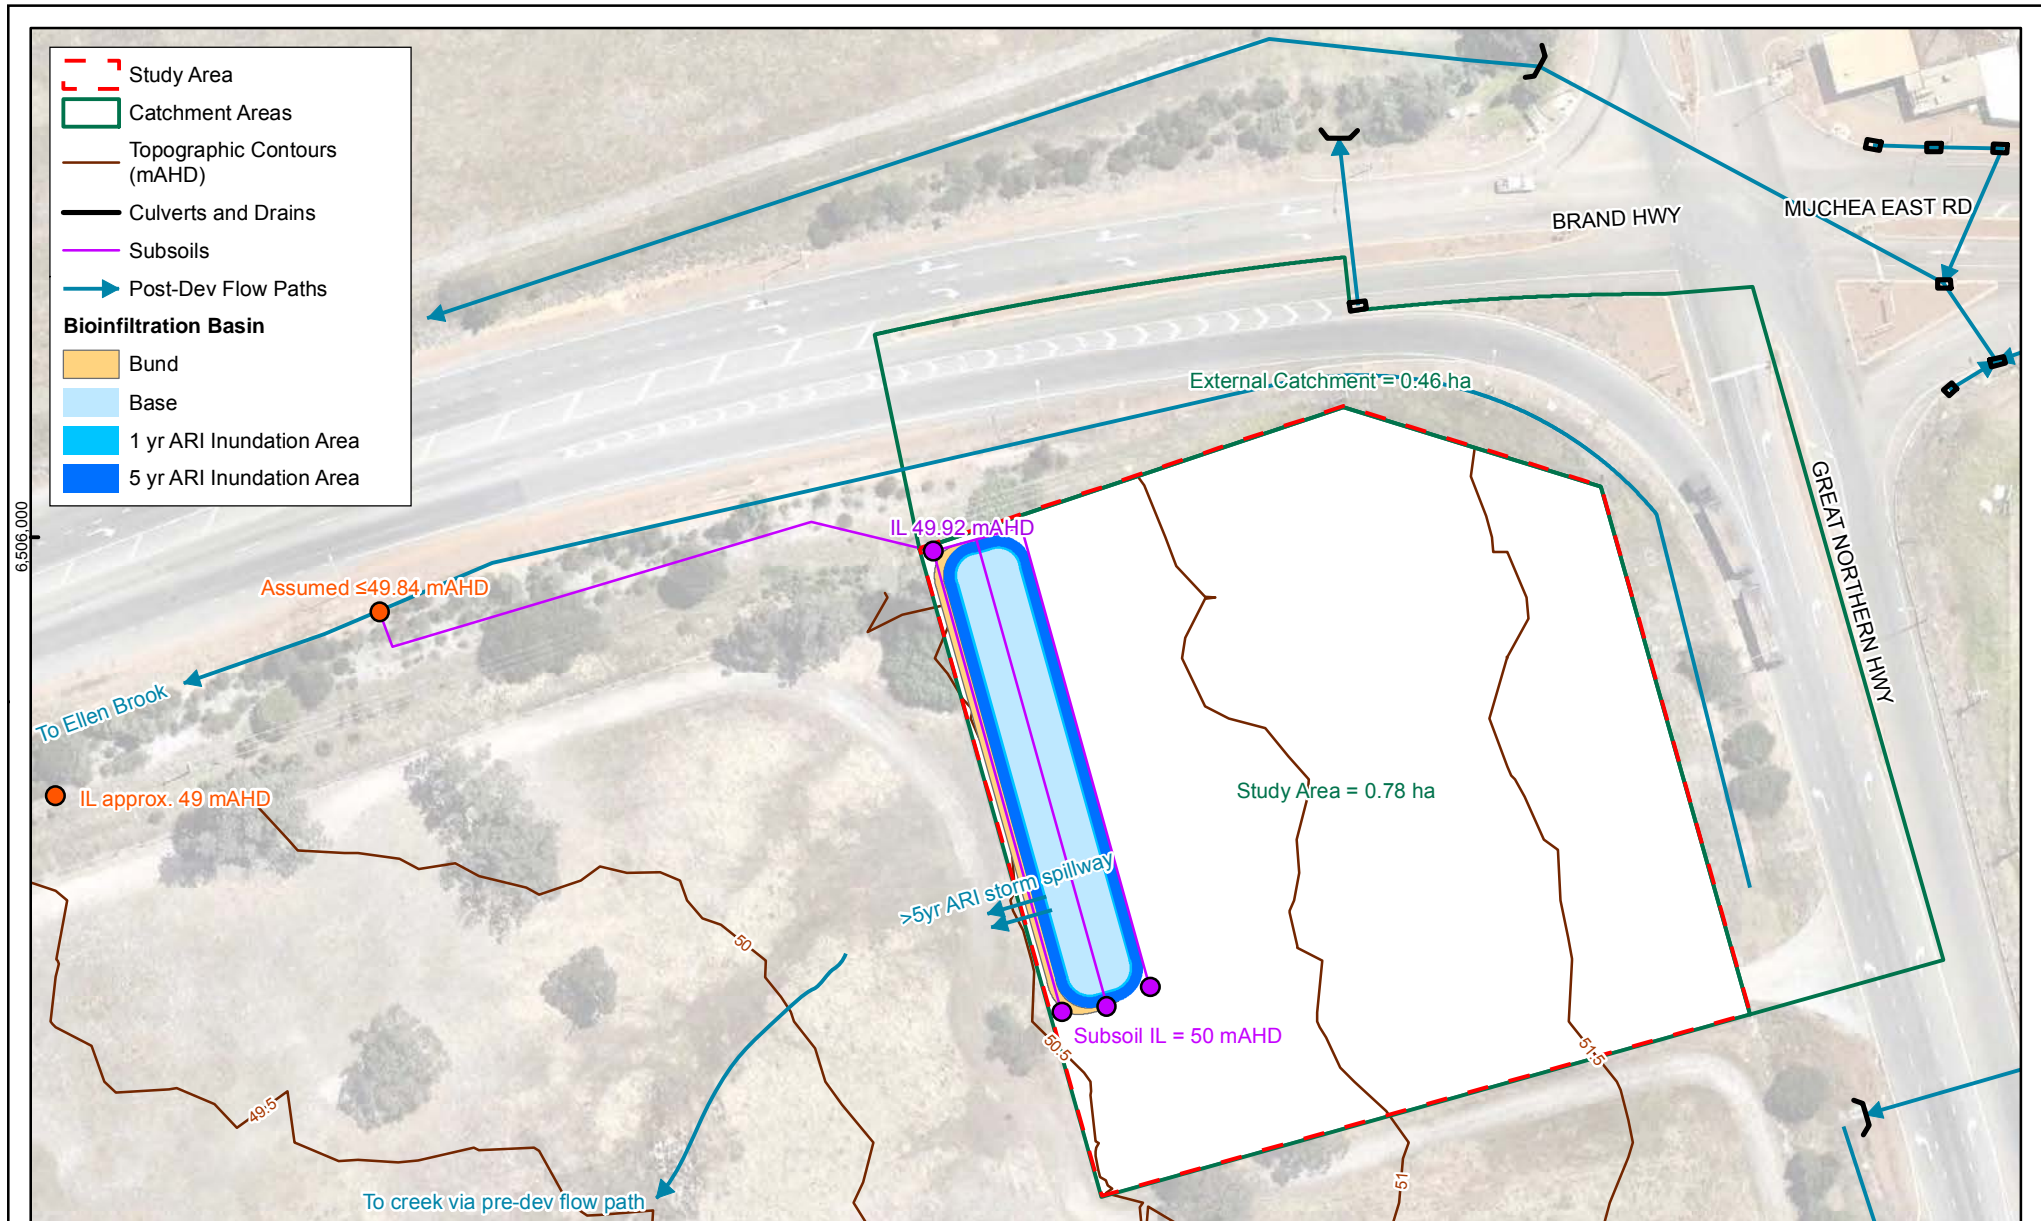 Study Area
Catchment Areas
Topographic Contours
(mAHD)
Culverts and Drains
Subsoils
Post-Dev Flow Paths
Bioinfiltration Basin
Bund
Base
1 yr ARI Inundation Area
5 yr ARI Inundation Area
BRAND HWY
MUCHEA EAST RD
External Catchment = 0.46 ha
GREAT NORTHERN HWY
6,506,000
IL 49.92 mAHD
Assumed ≤49.84 mAHD
To Ellen Brook
IL approx. 49 mAHD
Study Area = 0.78 ha
>5yr ARI storm spillway
50
Subsoil IL = 50 mAHD
50.5
51.5
49.5
51
To creek via pre-dev flow path